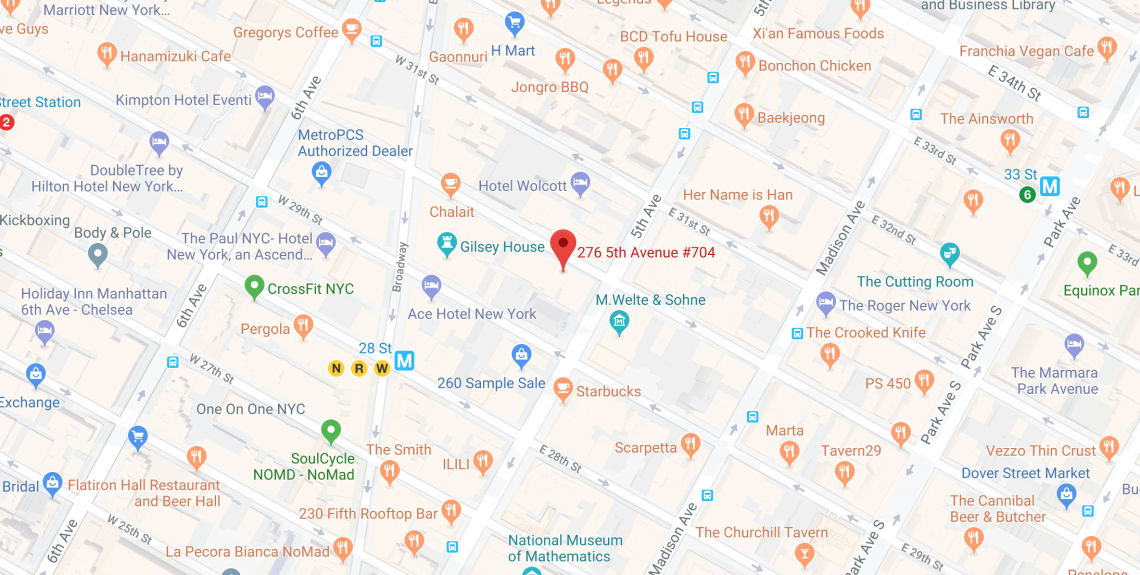 Marriott New York...
Legends
5th
and Business Library
ve Guys
Gregorys Coffee
H Mart
BCD Tofu House
Xi'an Famous Foods
Hanamizuki Cafe
Gaonnuri
Franchia Vegan Cafe
W 31st St
Bonchon Chicken
E 34th St
Jongro BBQ
Kimpton Hotel Eventi
6th Ave
treet Station
2
Baekjeong
The Ainsworth
MetroPCS
Authorized Dealer
E 33rd St
DoubleTree by
Hilton Hotel New York...
33 St
M
6
Hotel Wolcott
Her Name is Han
L
Chalait
W 29th St
5th Ave
E 31st St
E 32nd St
Madison Ave
Park Ave
Kickboxing
Body & Pole
The Paul NYC- Hotel
New York, an Ascend...
Broadway
Gilsey House
276 5th Avenue #704
s
E 33rd St
The Cutting Room
CrossFit NYC
Equinox Par
Holiday Inn Manhattan
6th Ave - Chelsea
6th Ave
Ace Hotel New York
M.Welte & Sohne
The Roger New York
Pergola
The Crooked Knife
Park Ave S
28 St
M
N
R
W
W 27th St
260 Sample Sale
Starbucks
PS 450
The Marmara
Park Avenue
Exchange
One On One NYC
Park Ave S
SoulCycle
NOMD - NoMad
The Smith
ILILI
E 28th St
Scarpetta
Marta
Tavern29
Vezzo Thin Crust
Dover Street Market
Bridal
Flatiron Hall Restaurant
and Beer Hall
230 Fifth Rooftop Bar
The Cannibal
Beer & Butcher
Bu
6th Ave
W 25th St
La Pecora Bianca NoMad
National Museum
of Mathematics
Madison Ave
The Churchill Tavern
Park Ave S
E 29th St
Penelope